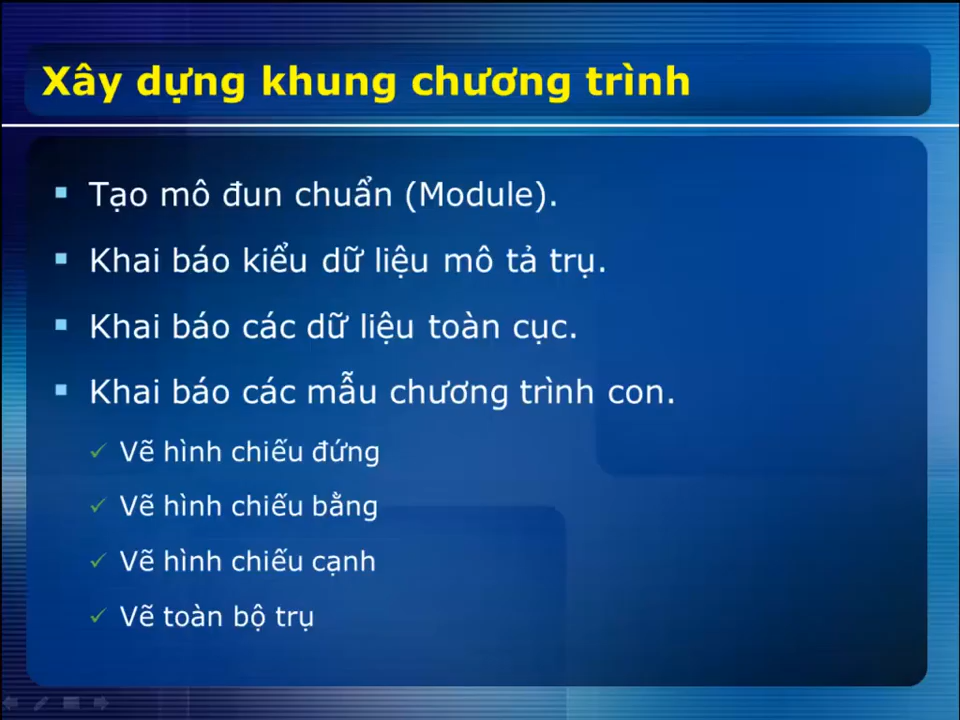 Xây dựng khung chương trình
Tạo mô đun chuẩn (Module).
Khai báo kiểu dữ liệu mô tả trụ.
Khai báo các dữ liệu toàn cục.
Khai báo các mẫu chương trình con.
Vẽ hình chiếu đứng
Vẽ hình chiếu bằng
Vẽ hình chiếu cạnh
Vẽ toàn bộ trụ